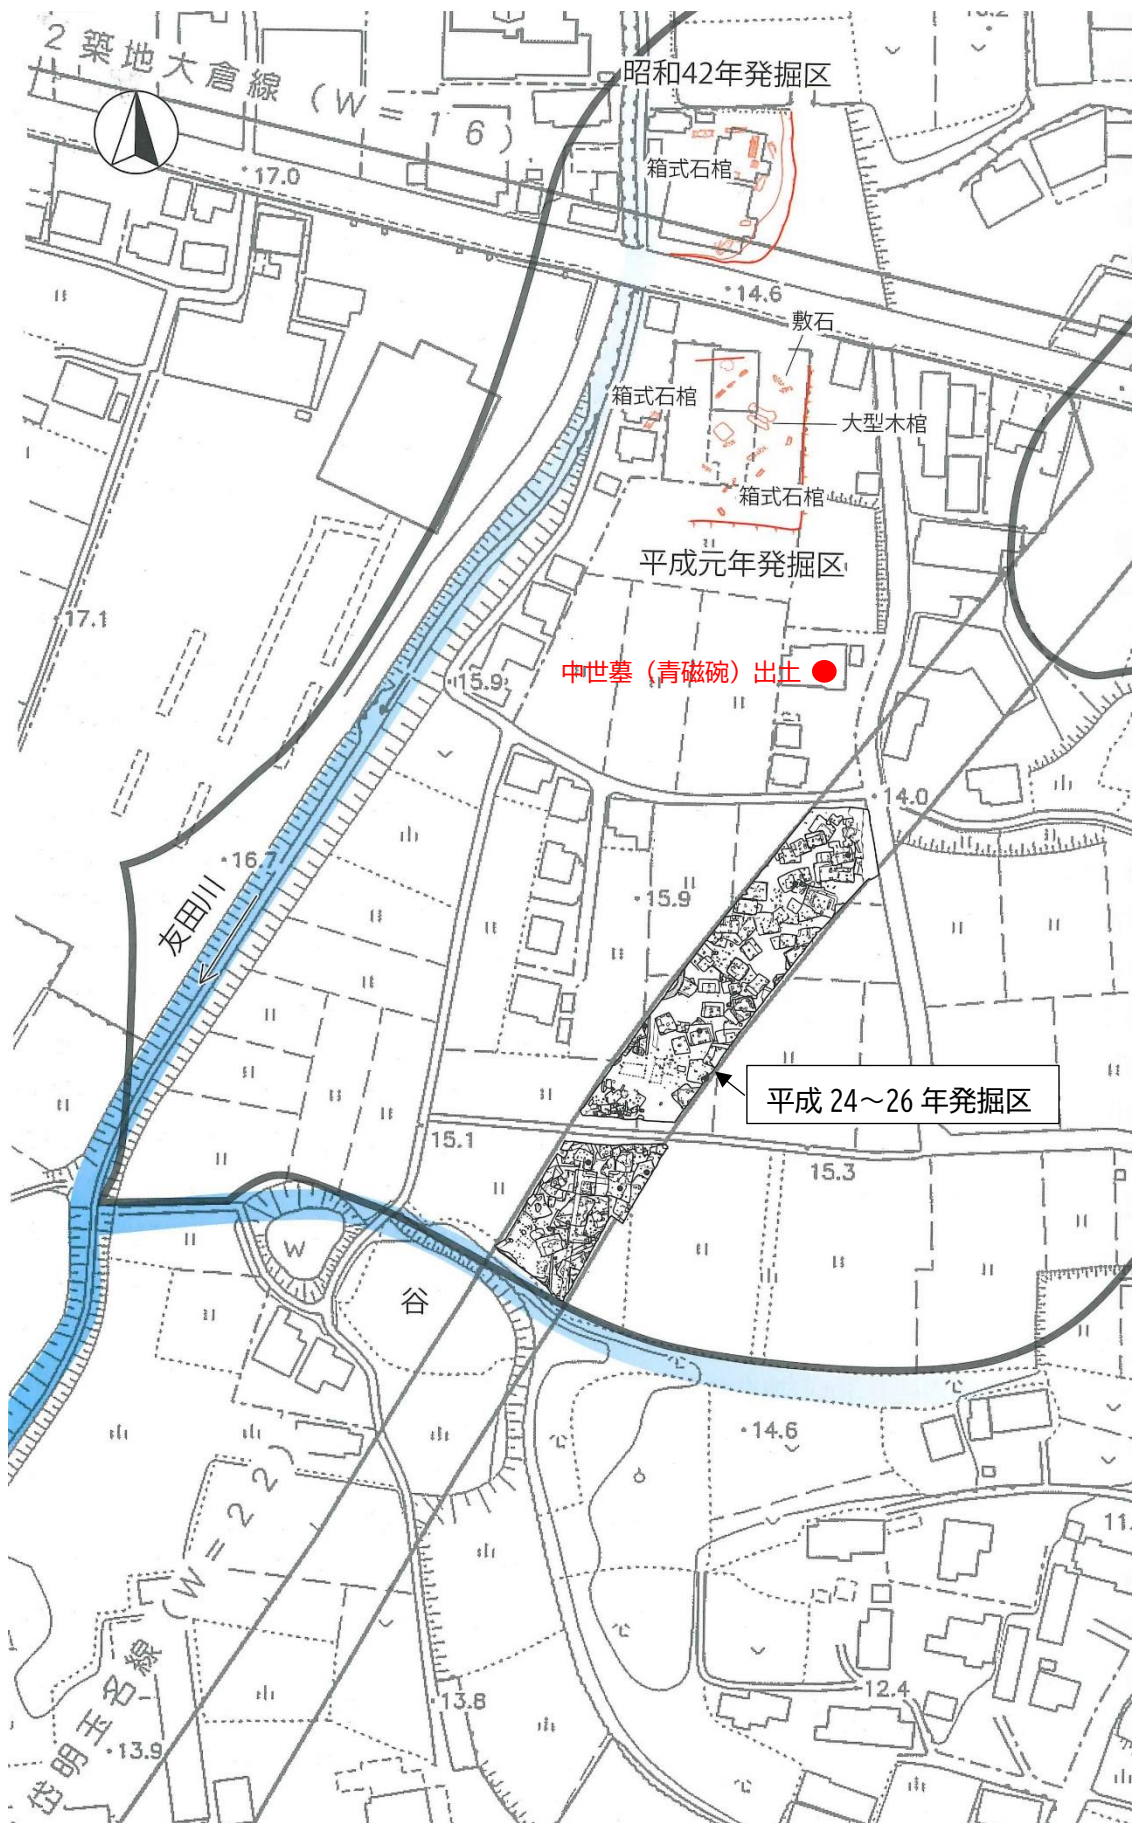 2 築地大倉線 (W=16)
昭和42年発掘区
箱式石棺
17.0
14.6
敷石
箱式石棺
大型木棺
箱式石棺
平成元年発掘区
17.1
中世墓（青磁碗）出土
15.9
14.0
16.7
15.9
友田川
平成 24～26 年発掘区
15.1
15.3
谷
14.6
岱明玉名線 (W=22)
13.8
12.4
13.9